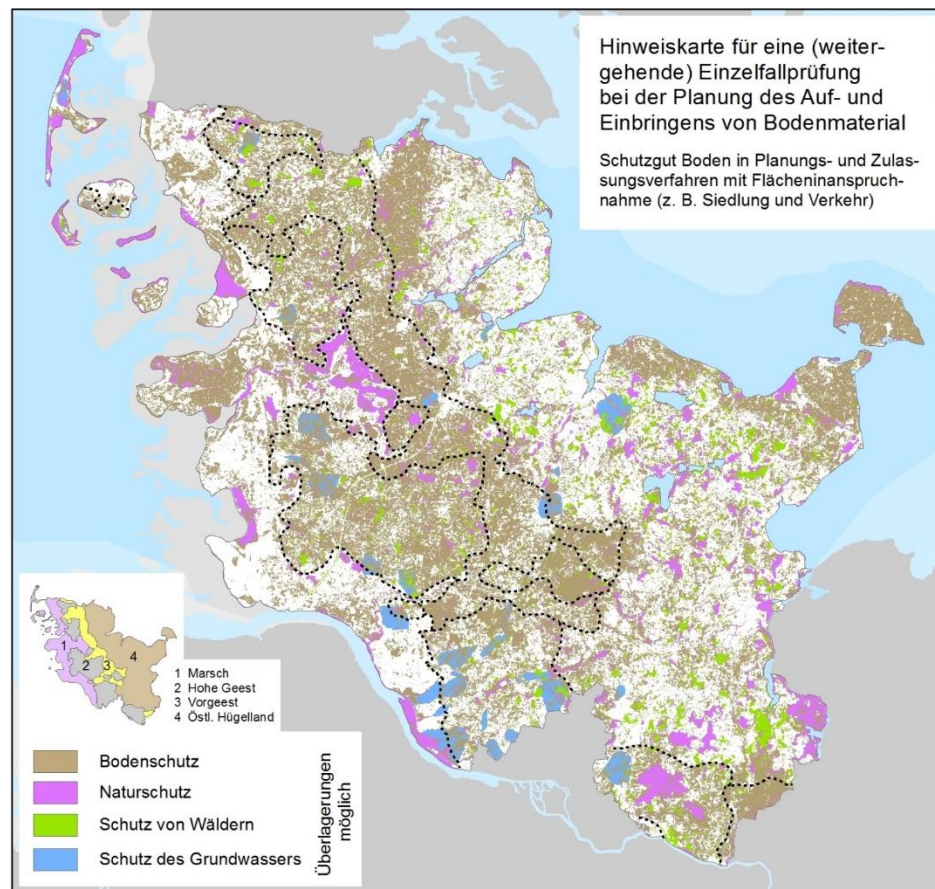 Hinweiskarte für eine (weiter-
gehende) Einzelfallprüfung
bei der Planung des Auf- und
Einbringens von Bodenmaterial
Schutzgut Boden in Planungs- und Zulas-
sungsverfahren mit Flächeninanspruch-
nahme (z. B. Siedlung und Verkehr)
1
2
3
4
1 Marsch
2 Hohe Geest
3 Vorgeest
4 Östl. Hügelland
Bodenschutz
Naturschutz
Schutz von Wäldern
Schutz des Grundwassers
Überlagerungen
möglich